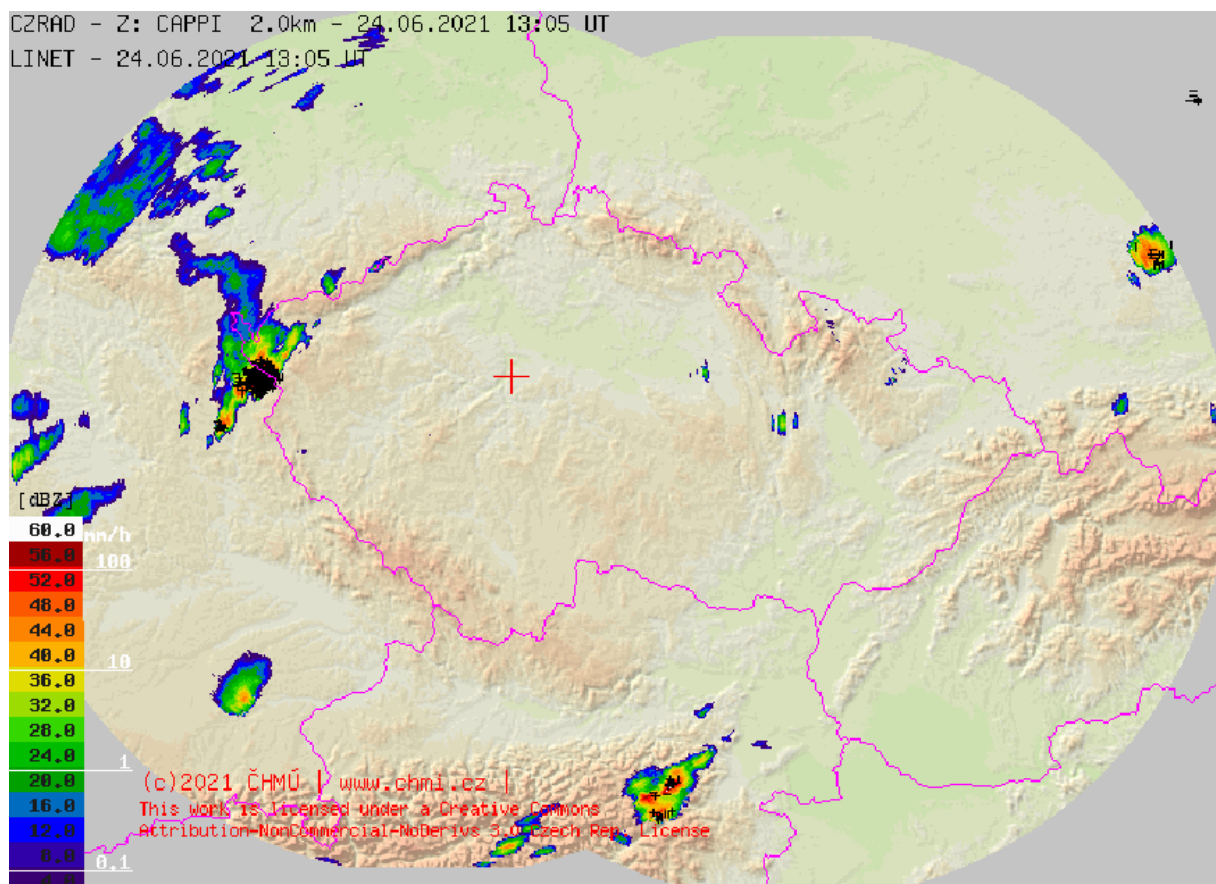 CZRAD - Z: CAPPI 2.0km - 24.06.2021 13:05 UT
LINET - 24.06.2021 13:05 UT
[dBZ]
60.0 mm/h
56.0 100
52.0
48.0
44.0
40.0 10
36.0
32.0
28.0
24.0 1
20.0
16.0
12.0
8.0 0.1
4.0
(c)2021 ČHMÚ | www.chmi.cz |
This work is licensed under a Creative Commons
Attribution-NonCommercial-NoDerivs 3.0 Czech Rep. License